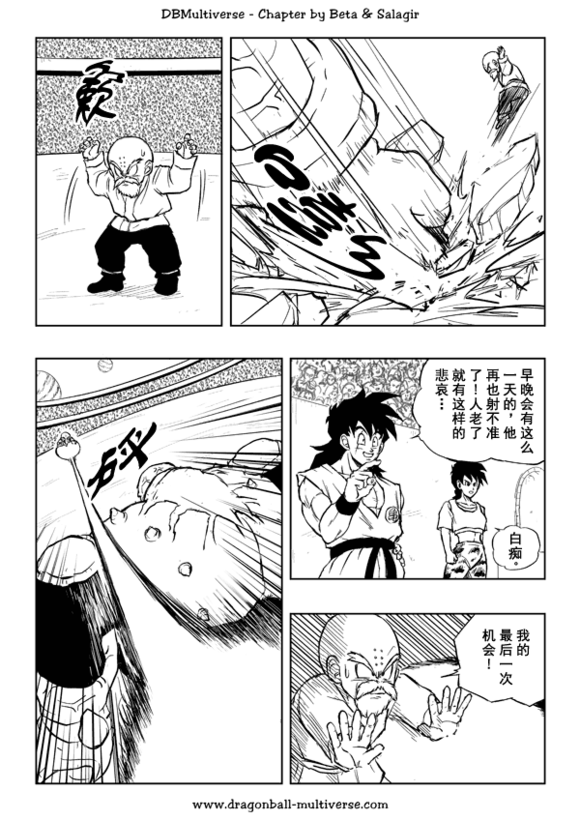 DBMultiverse - Chapter by Beta & Salagir
早晚会有这么
一天的，他
再也射不准
了！人老了
就有这样的
悲哀…
白痴。
砰
我的
最后一次
机会！
www.dragonball-multiverse.com